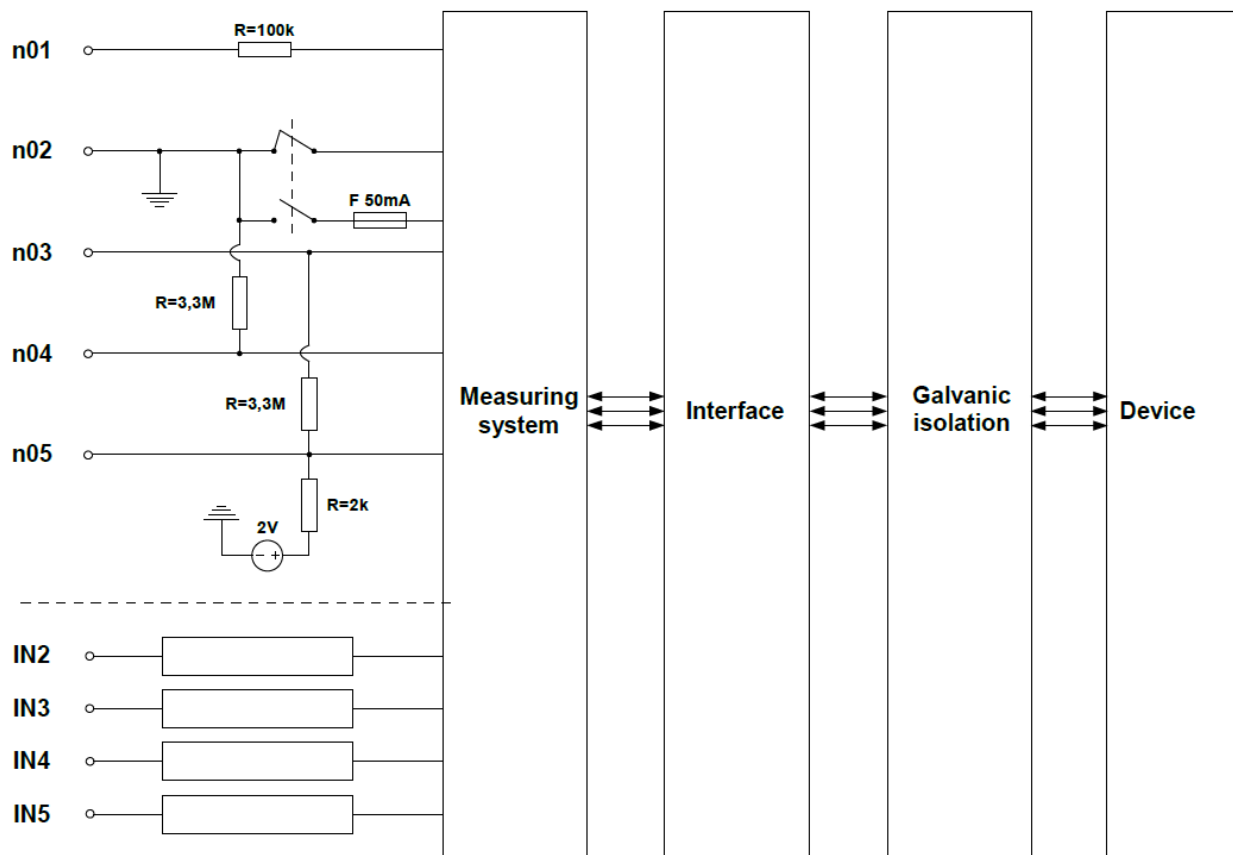 R=100k
n01
n02
F 50mA
n03
R=3,3M
n04
R=3,3M
Measuring
system
Interface
Galvanic
isolation
Device
n05
R=2k
2V
- +
IN2
IN3
IN4
IN5